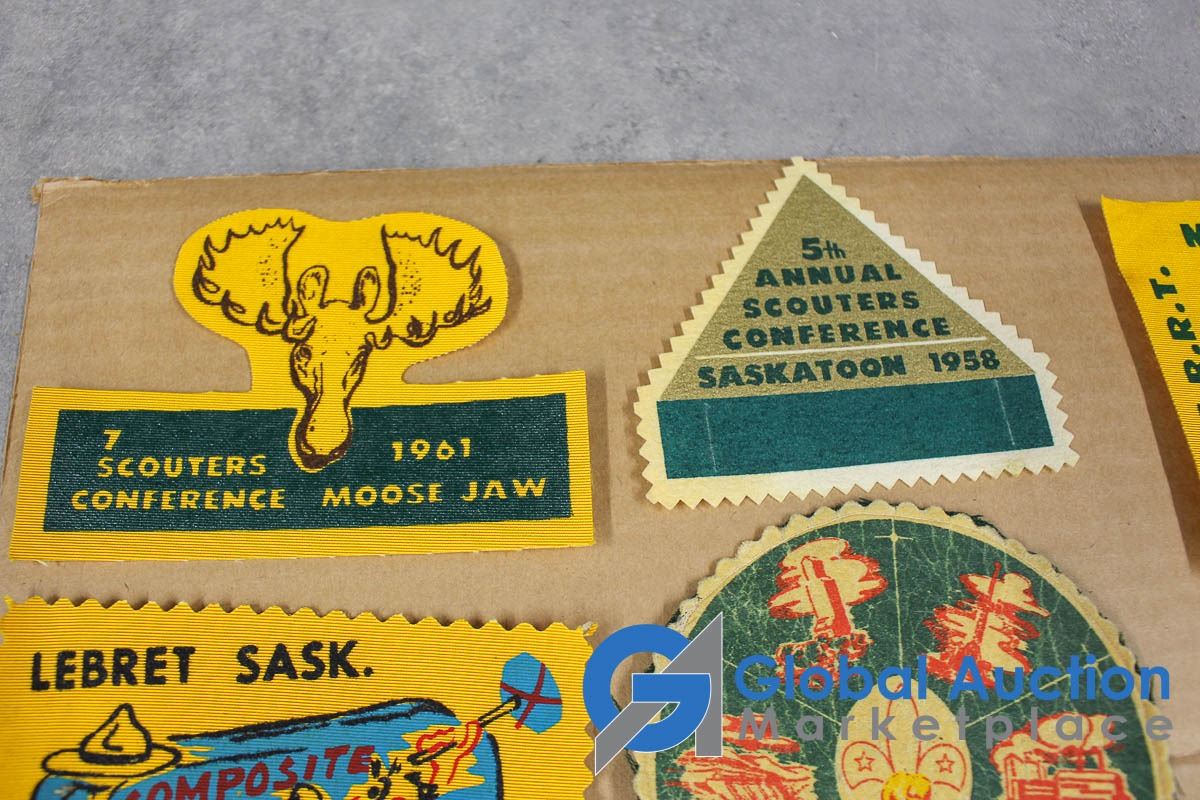 7
SCOUTERS
CONFERENCE
1961
MOOSE JAW
5th
ANNUAL
SCOUTERS
CONFERENCE
SASKATOON 1958
R.R.T.
LEBRET SASK.
COMPOSITE
Global Auction
Marketplace